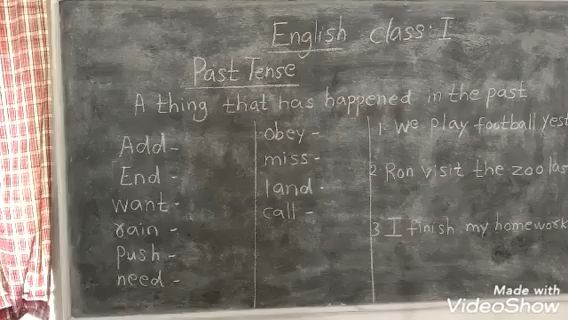 English class: I
Past Tense
A thing that has happened in the past
Add -
End -
want -
rain -
Push -
need -
obey -
miss -
land -
call -
1. We play football yest
2. Ron visit the zoo las
3 I finish my homework
Made with
VideoShow